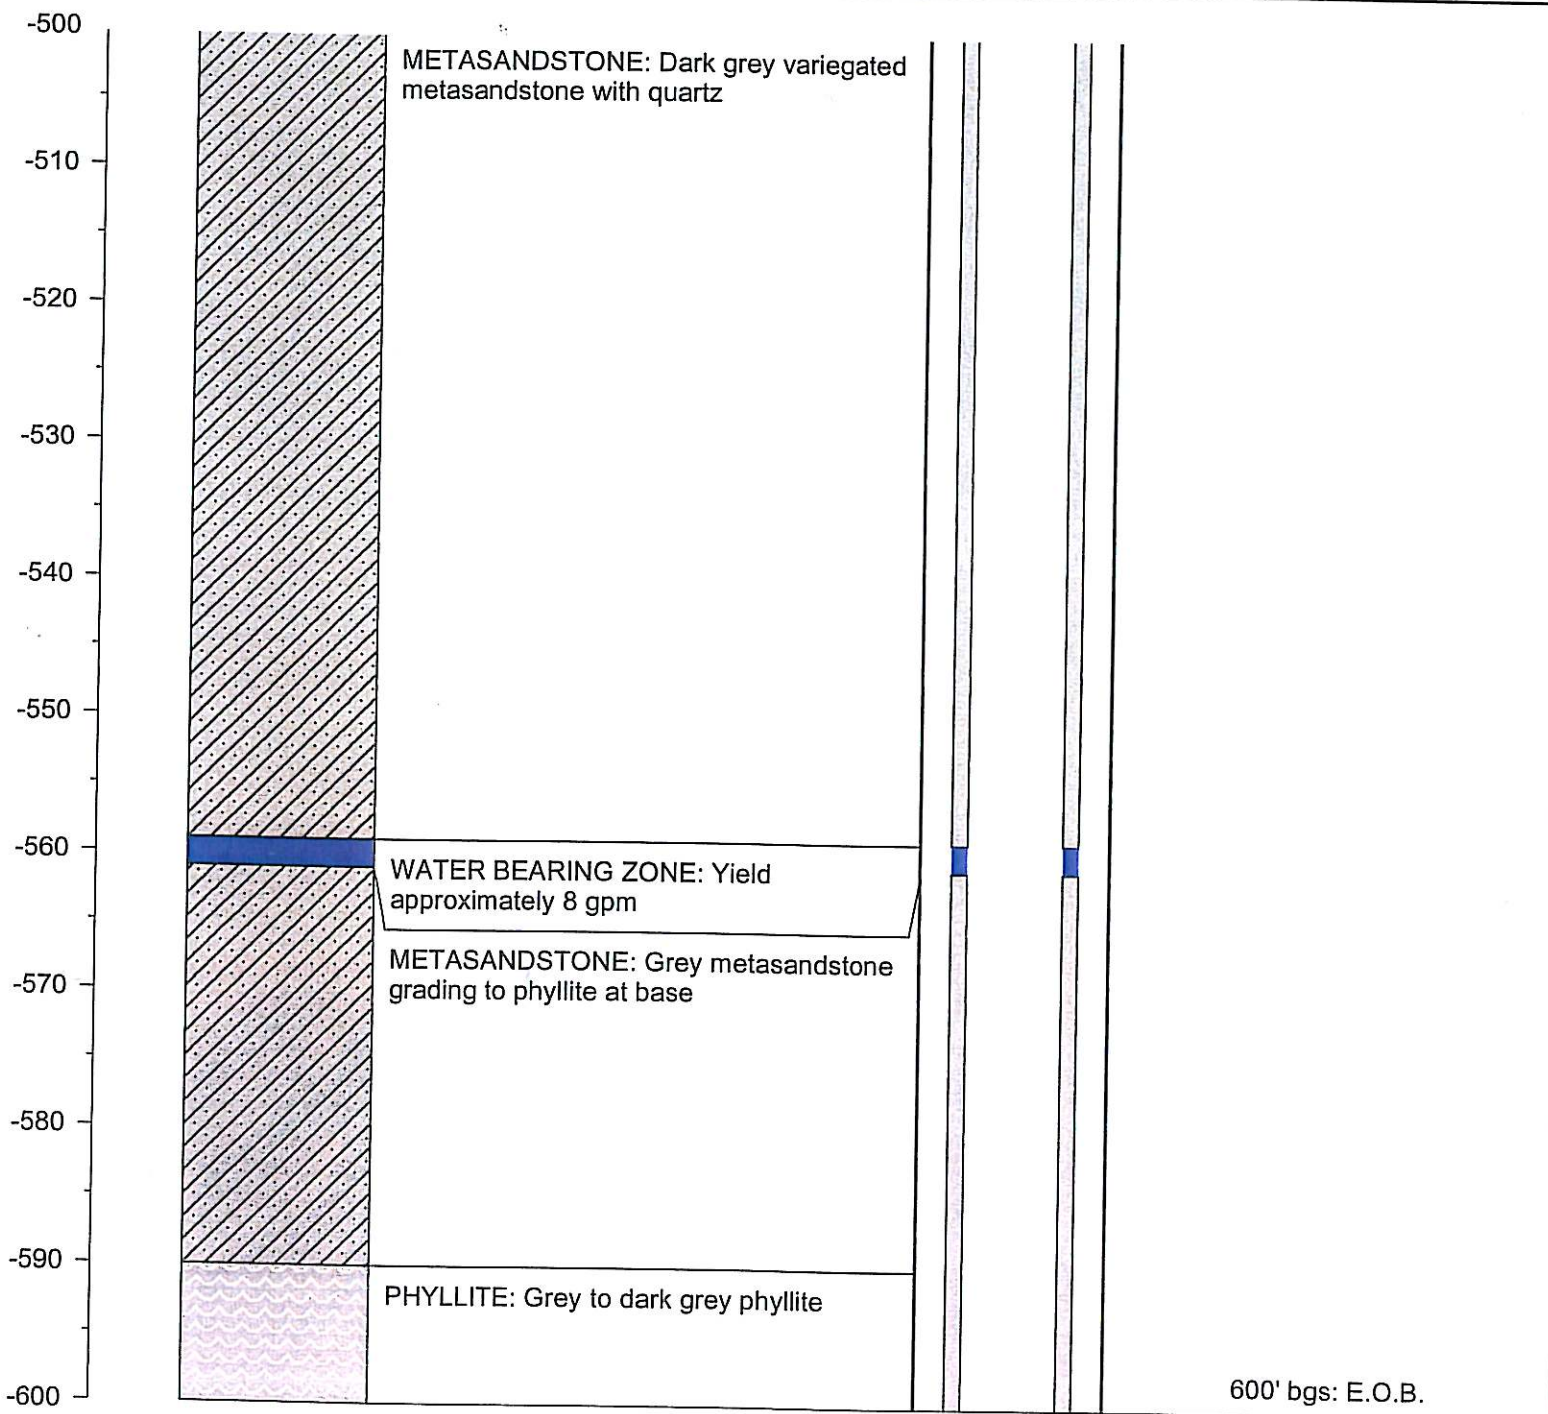 -500
METASANDSTONE: Dark grey variegated
metasandstone with quartz
-510
-520
-530
-540
-550
-560
WATER BEARING ZONE: Yield
approximately 8 gpm
METASANDSTONE: Grey metasandstone
grading to phyllite at base
-570
-580
-590
PHYLLITE: Grey to dark grey phyllite
-600
600' bgs: E.O.B.